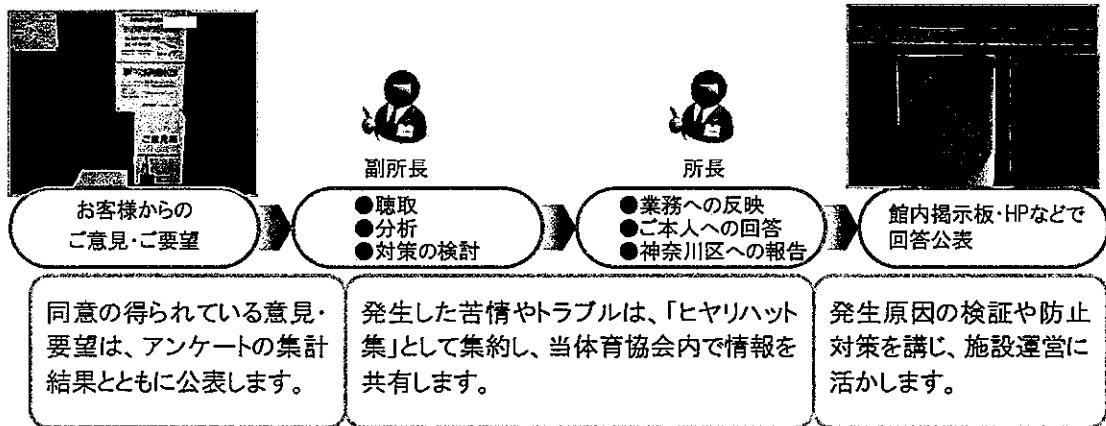 ご意見
副所長
所長
お客様からの
ご意見・ご要望
●聴取
●分析
●対策の検討
●業務への反映
●ご本人への回答
●神奈川区への報告
館内掲示板・HPなどで
回答公表
同意の得られている意見・
要望は、アンケートの集計
結果とともに公表します。
発生した苦情やトラブルは、「ヒヤリハット
集」として集約し、当体育協会内で情報を
共有します。
発生原因の検証や防止
対策を講じ、施設運営に
活かします。